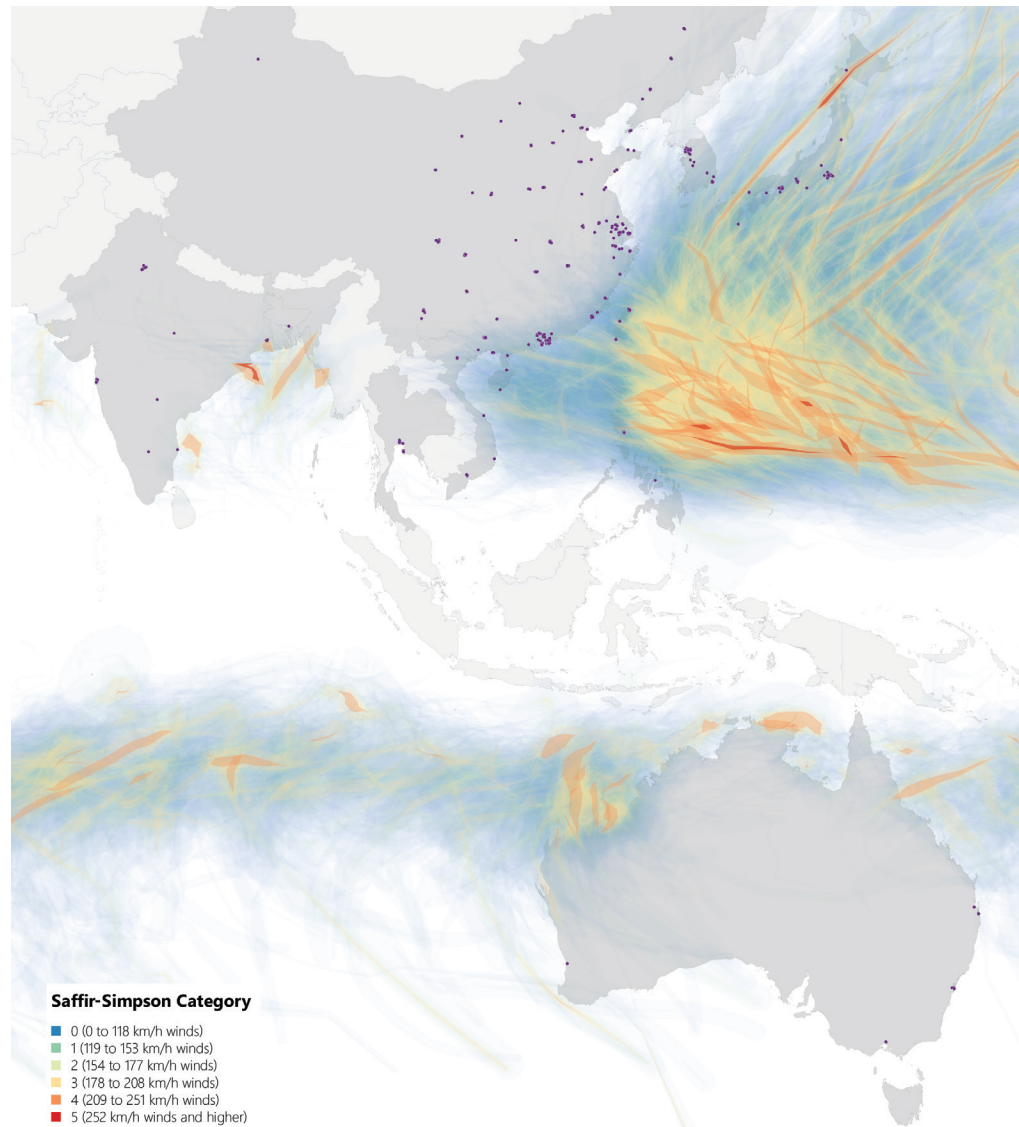 Saffir-Simpson Category
0 (0 to 118 km/h winds)
1 (119 to 153 km/h winds)
2 (154 to 177 km/h winds)
3 (178 to 208 km/h winds)
4 (209 to 251 km/h winds)
5 (252 km/h winds and higher)